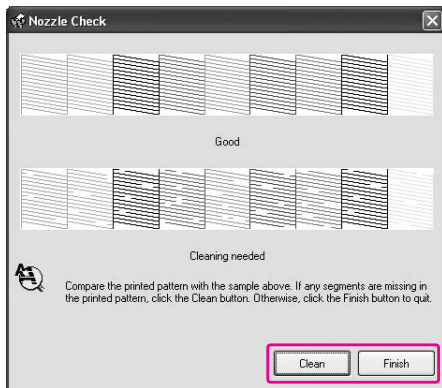 Nozzle Check
Good
Cleaning needed
Compare the printed pattern with the sample above. If any segments are missing in
the printed pattern, click the Clean button. Otherwise, click the Finish button to quit.
Clean
Finish